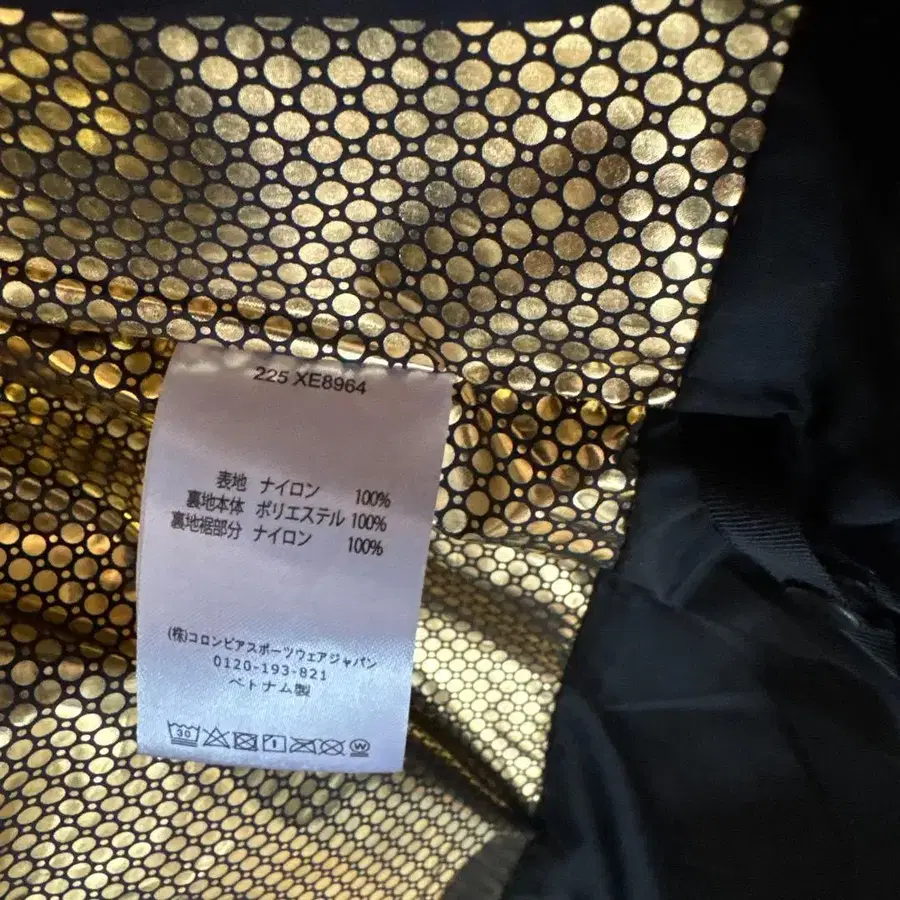 225 XE8964
表地 ナイロン 100%
裏地本体 ポリエステル 100%
裏地裾部分 ナイロン 100%
(株)コロンビアスポーツウェアジャパン
0120-193-821
ベトナム製
30
W